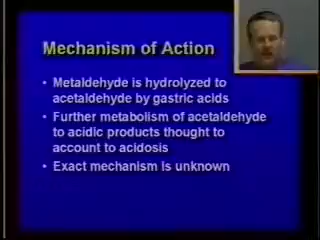 Mechanism of Action
• Metaldehyde is hydrolyzed to
acetaldehyde by gastric acids
• Further metabolism of acetaldehyde
to acidic products thought to
account to acidosis
• Exact mechanism is unknown